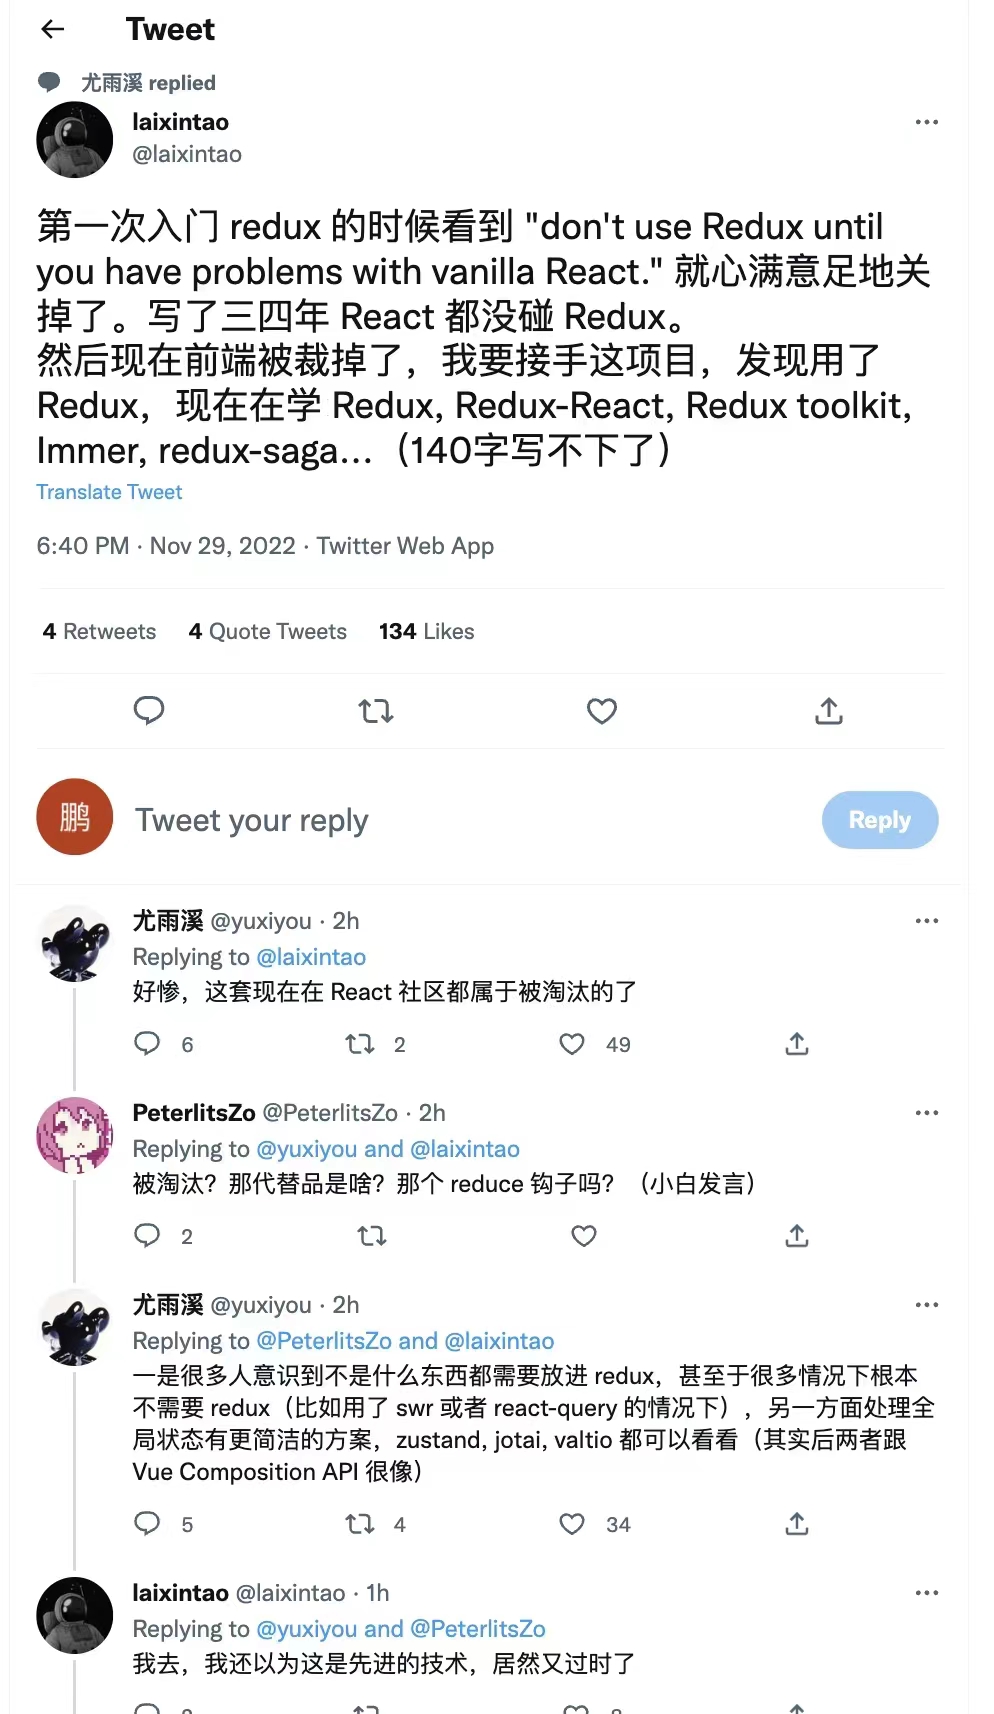 Tweet
尤雨溪 replied
laixintao
@laixintao
第一次入门 redux 的时候看到 "don't use Redux until
you have problems with vanilla React." 就心满意足地关
掉了。写了三四年 React 都没碰 Redux。
然后现在前端被裁掉了，我要接手这项目，发现用了
Redux，现在在学 Redux, Redux-React, Redux toolkit,
Immer, redux-saga...（140字写不下了）
Translate Tweet
6:40 PM · Nov 29, 2022 · Twitter Web App
4 Retweets 4 Quote Tweets 134 Likes
鹏 Tweet your reply Reply
尤雨溪 @yuxiyou · 2h
Replying to @laixintao
好惨，这套现在在 React 社区都属于被淘汰的了
6 2 49
PeterlitsZo @PeterlitsZo · 2h
Replying to @yuxiyou and @laixintao
被淘汰？那代替品是啥？那个 reduce 钩子吗？（小白发言）
2
尤雨溪 @yuxiyou · 2h
Replying to @PeterlitsZo and @laixintao
一是很多人意识到不是什么东西都需要放进 redux，甚至于很多情况下根本
不需要 redux（比如用了 swr 或者 react-query 的情况下），另一方面处理全
局状态有更简洁的方案，zustand, jotai, valtio 都可以看看（其实后两者跟
Vue Composition API 很像）
5 4 34
laixintao @laixintao · 1h
Replying to @yuxiyou and @PeterlitsZo
我去，我还以为这是先进的技术，居然又过时了